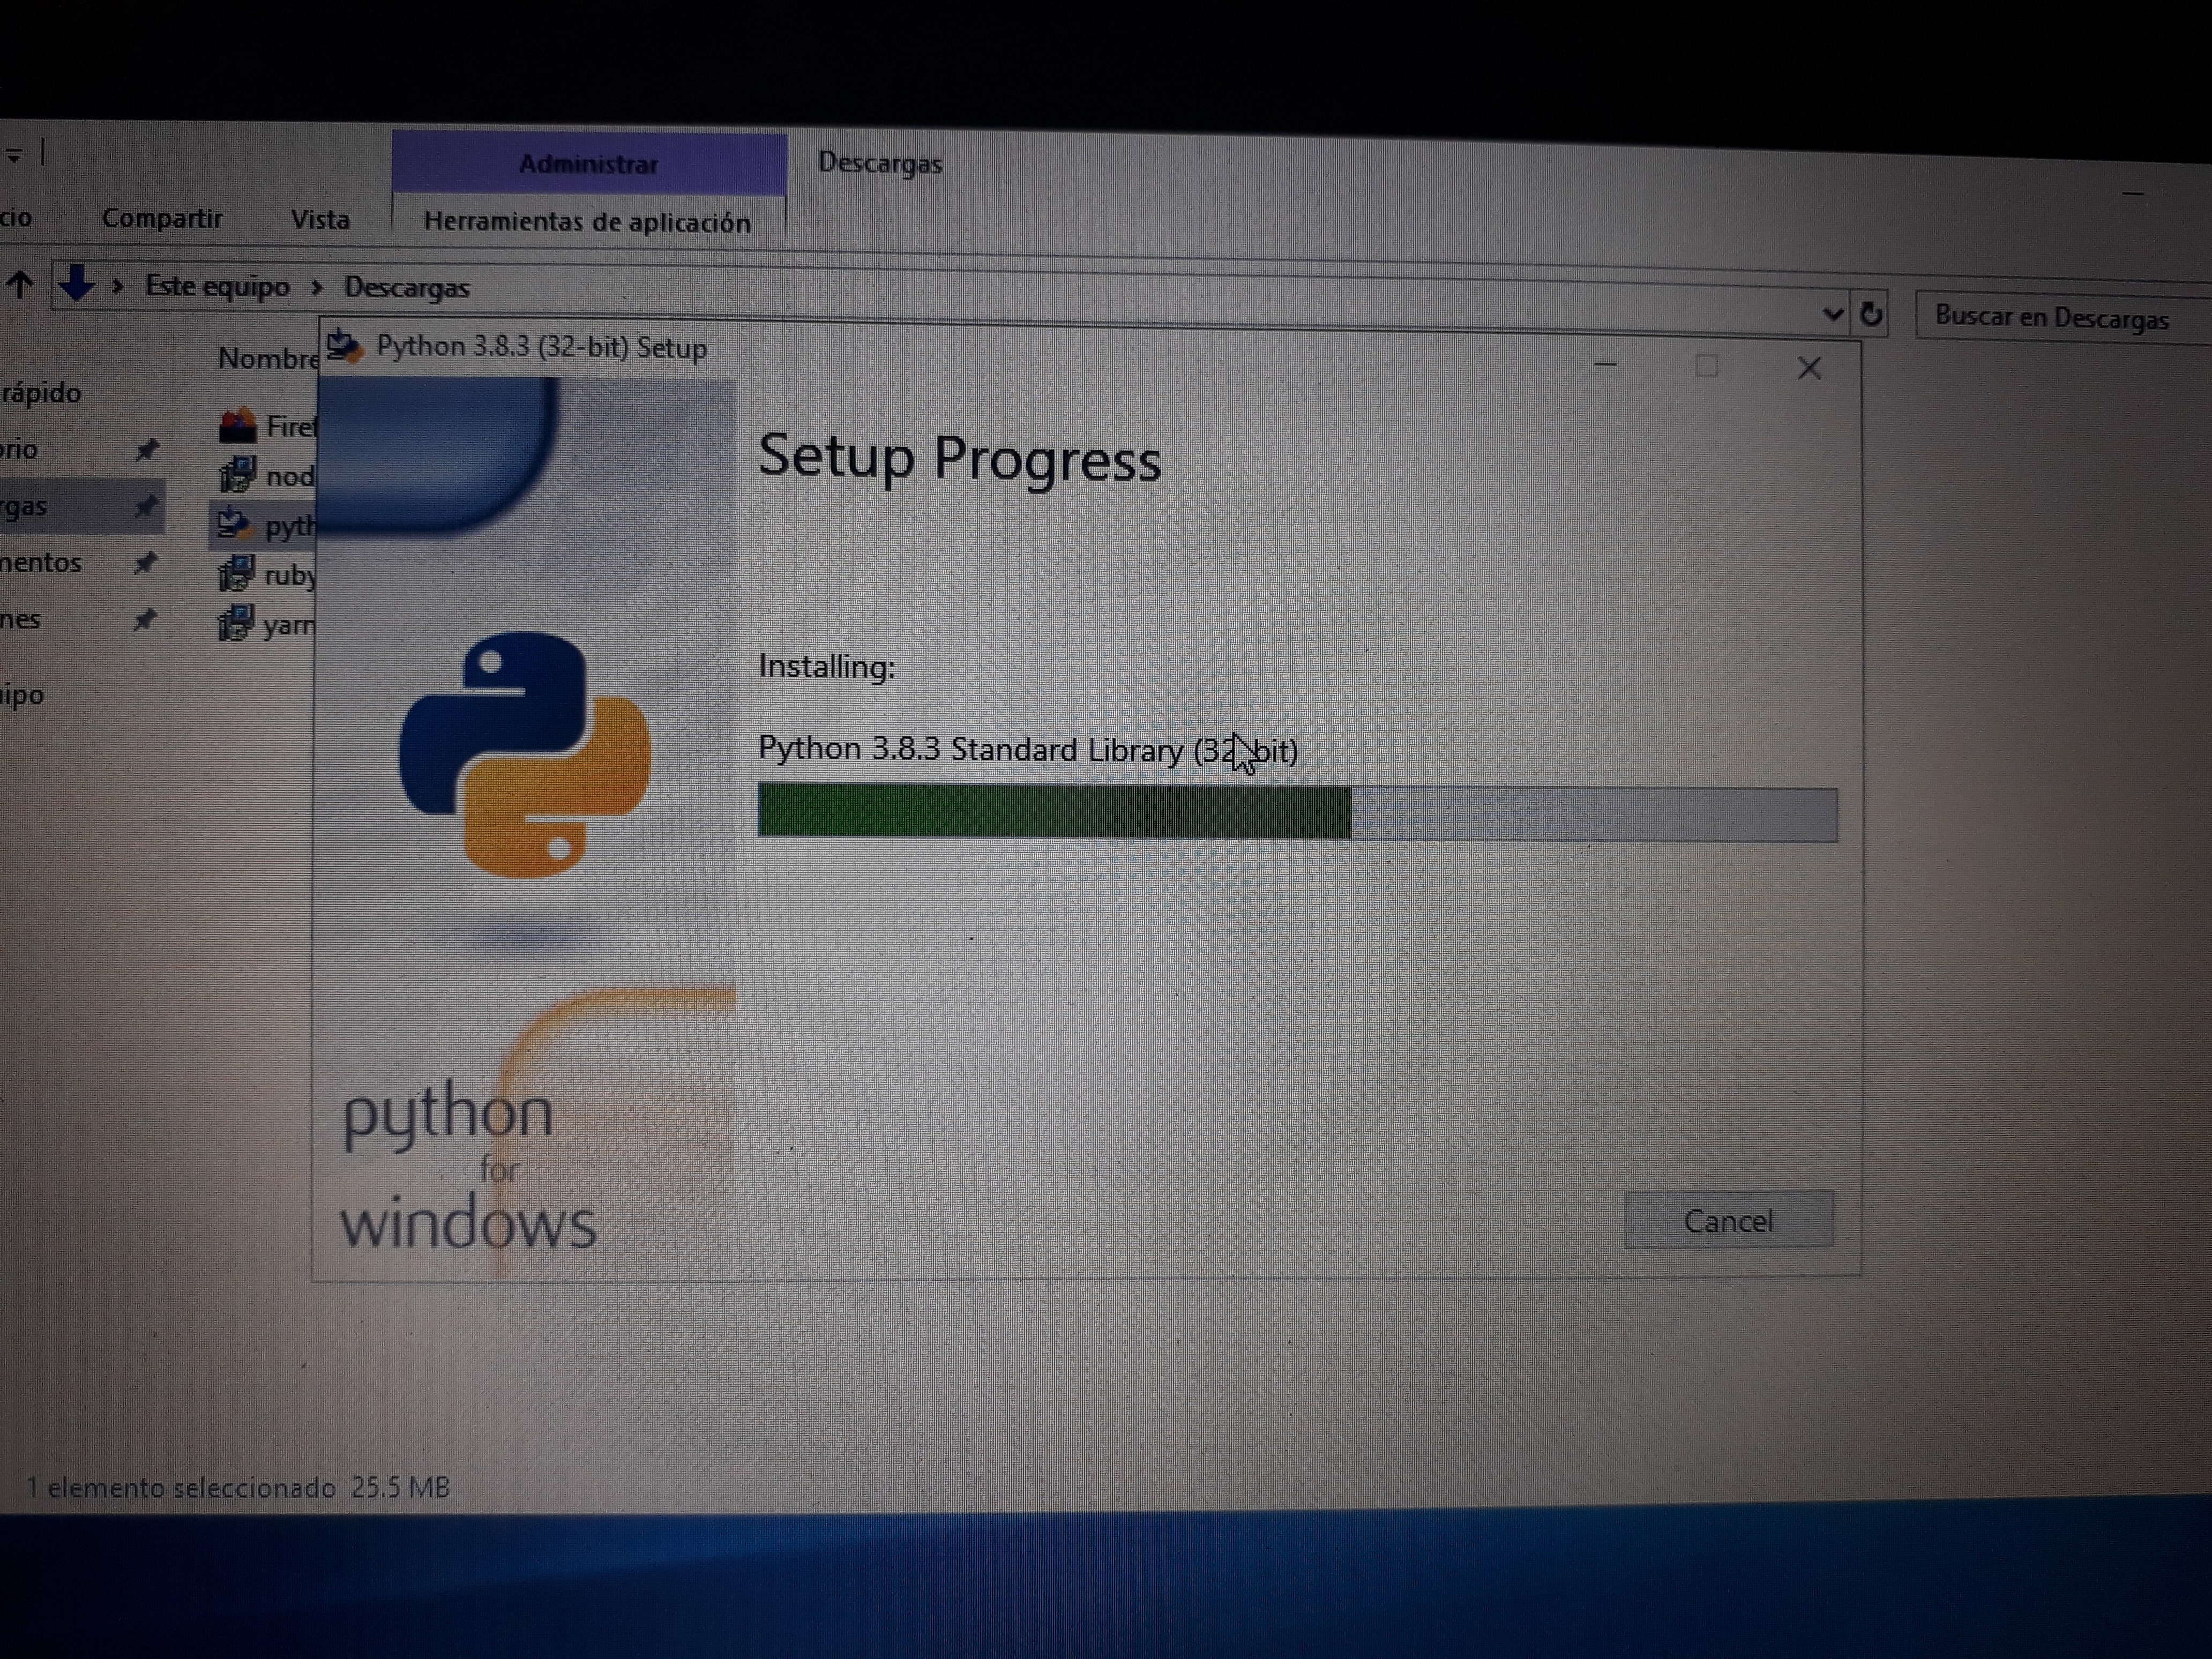 Administrar
Descargas
cio
Compartir
Vista
Herramientas de aplicación
Este equipo > Descargas
Buscar en Descargas
Nombre
rápido
rio
rgas
mentos
nes
ipo
Firef
nod
pyth
ruby
yarn
Python 3.8.3 (32-bit) Setup
Setup Progress
Installing:
Python 3.8.3 Standard Library (32-bit)
python
for
windows
Cancel
1 elemento seleccionado 25.5 MB